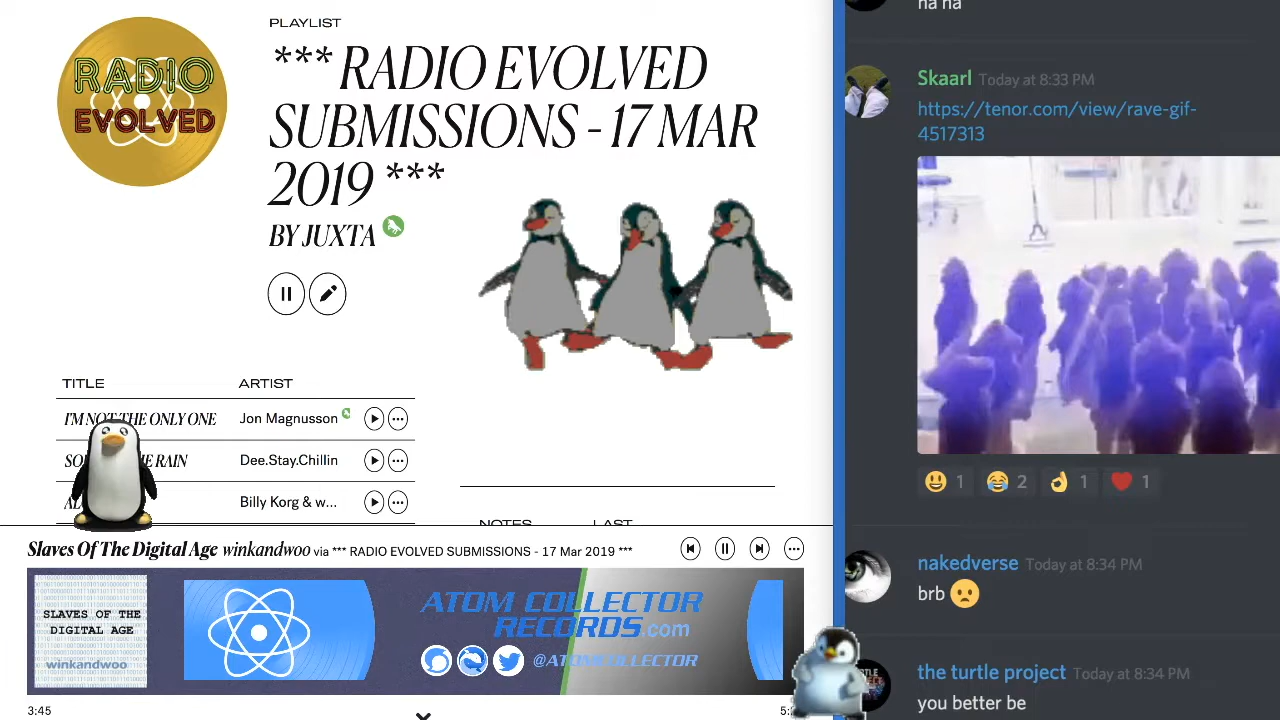 PLAYLIST
*** RADIO EVOLVED
SUBMISSIONS - 17 MAR
2019 ***
BY JUXTA
RADIO
EVOLVED
TITLE ARTIST
I'M NOT THE ONLY ONE Jon Magnusson
RAIN Dee.Stay.Chillin
Billy Korg & w...
NOTES LAST
Slaves Of The Digital Age winkandwoo via *** RADIO EVOLVED SUBMISSIONS - 17 Mar 2019 ***
SLAVES OF THE
DIGITAL AGE
winkandwoo
ATOM COLLECTOR
RECORDS.com
@ATOMCOLLECTOR
3:45
ha ha
Skaarl Today at 8:33 PM
https://tenor.com/view/rave-gif-
4517313
1 2 1 1
nakedverse Today at 8:34 PM
brb
the turtle project Today at 8:34 PM
you better be